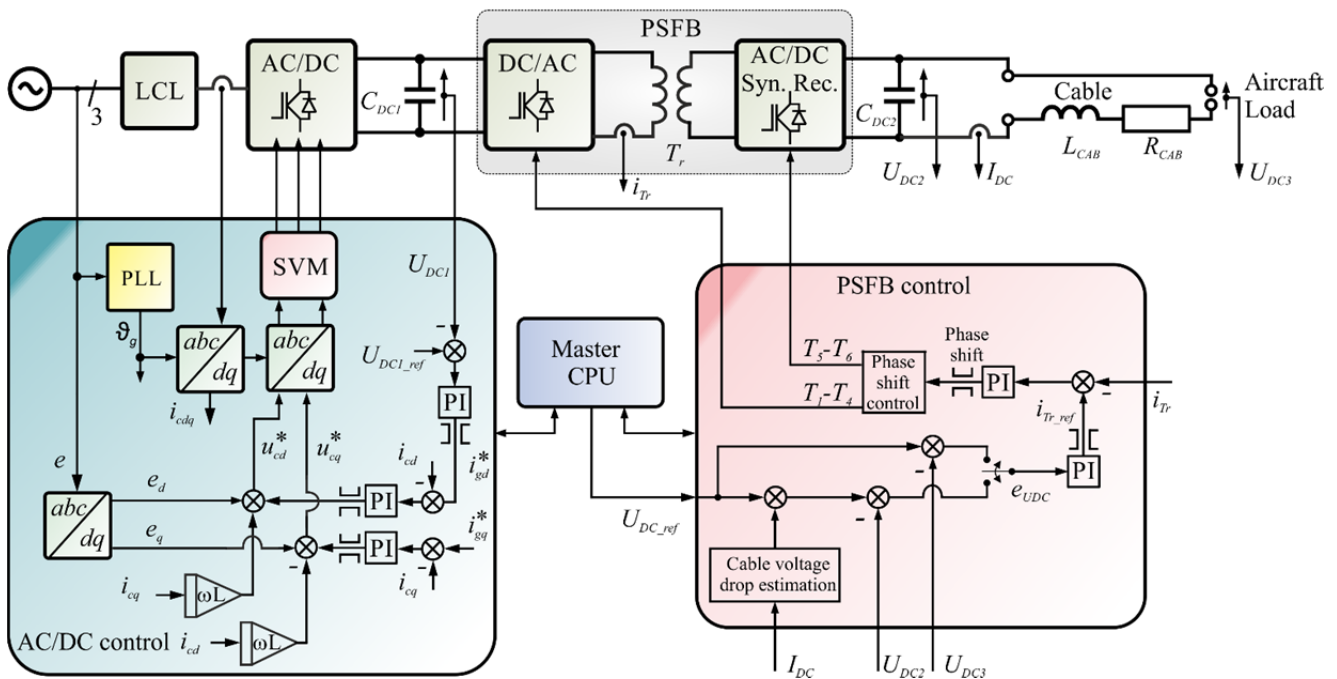 PSFB
AC/DC
DC/AC
AC/DC
Syn. Rec.
LCL
3
C_DC1
C_DC2
T_r
i_Tr
U_DC2
I_DC
Cable
L_CAB
R_CAB
Aircraft
Load
U_DC3
PLL
SVM
U_DC1
ϑ_g
abc
dq
abc
dq
i_cdq
U_DC1_ref
-
PI
u*_cd
u*_cq
i_cd
i*_gd
e
abc
dq
e_d
e_q
-
PI
-
PI
i*_gq
-
i_cq
i_cq
ωL
AC/DC control
i_cd
ωL
Master
CPU
PSFB control
T_5-T_6
T_1-T_4
Phase
shift
control
Phase
shift
PI
-
i_Tr
i_Tr_ref
PI
-
e_UDC
-
U_DC_ref
Cable voltage
drop estimation
I_DC
U_DC2
U_DC3